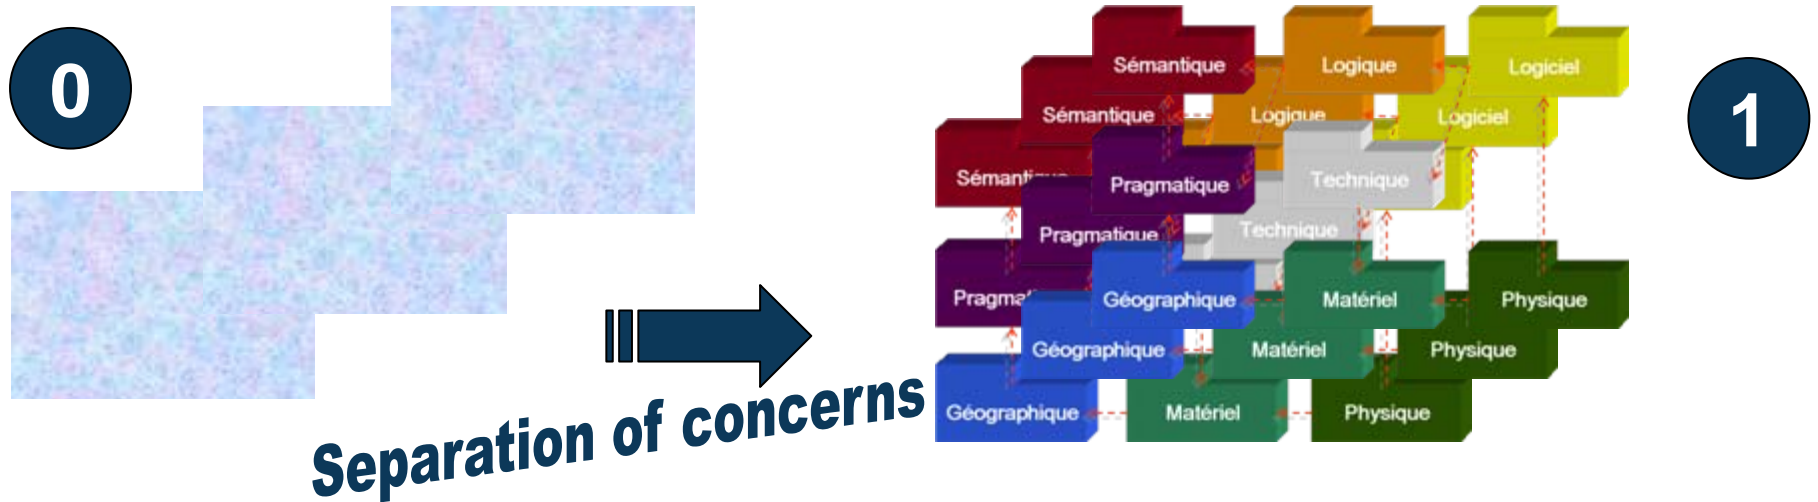 0
Separation of concerns
Sémantique
Logique
Logiciel
Sémantique
Logique
Logiciel
Pragmatique
Technique
Pragmatique
Technique
Géographique
Matériel
Physique
Géographique
Matériel
Physique
Géographique
Matériel
Physique
1